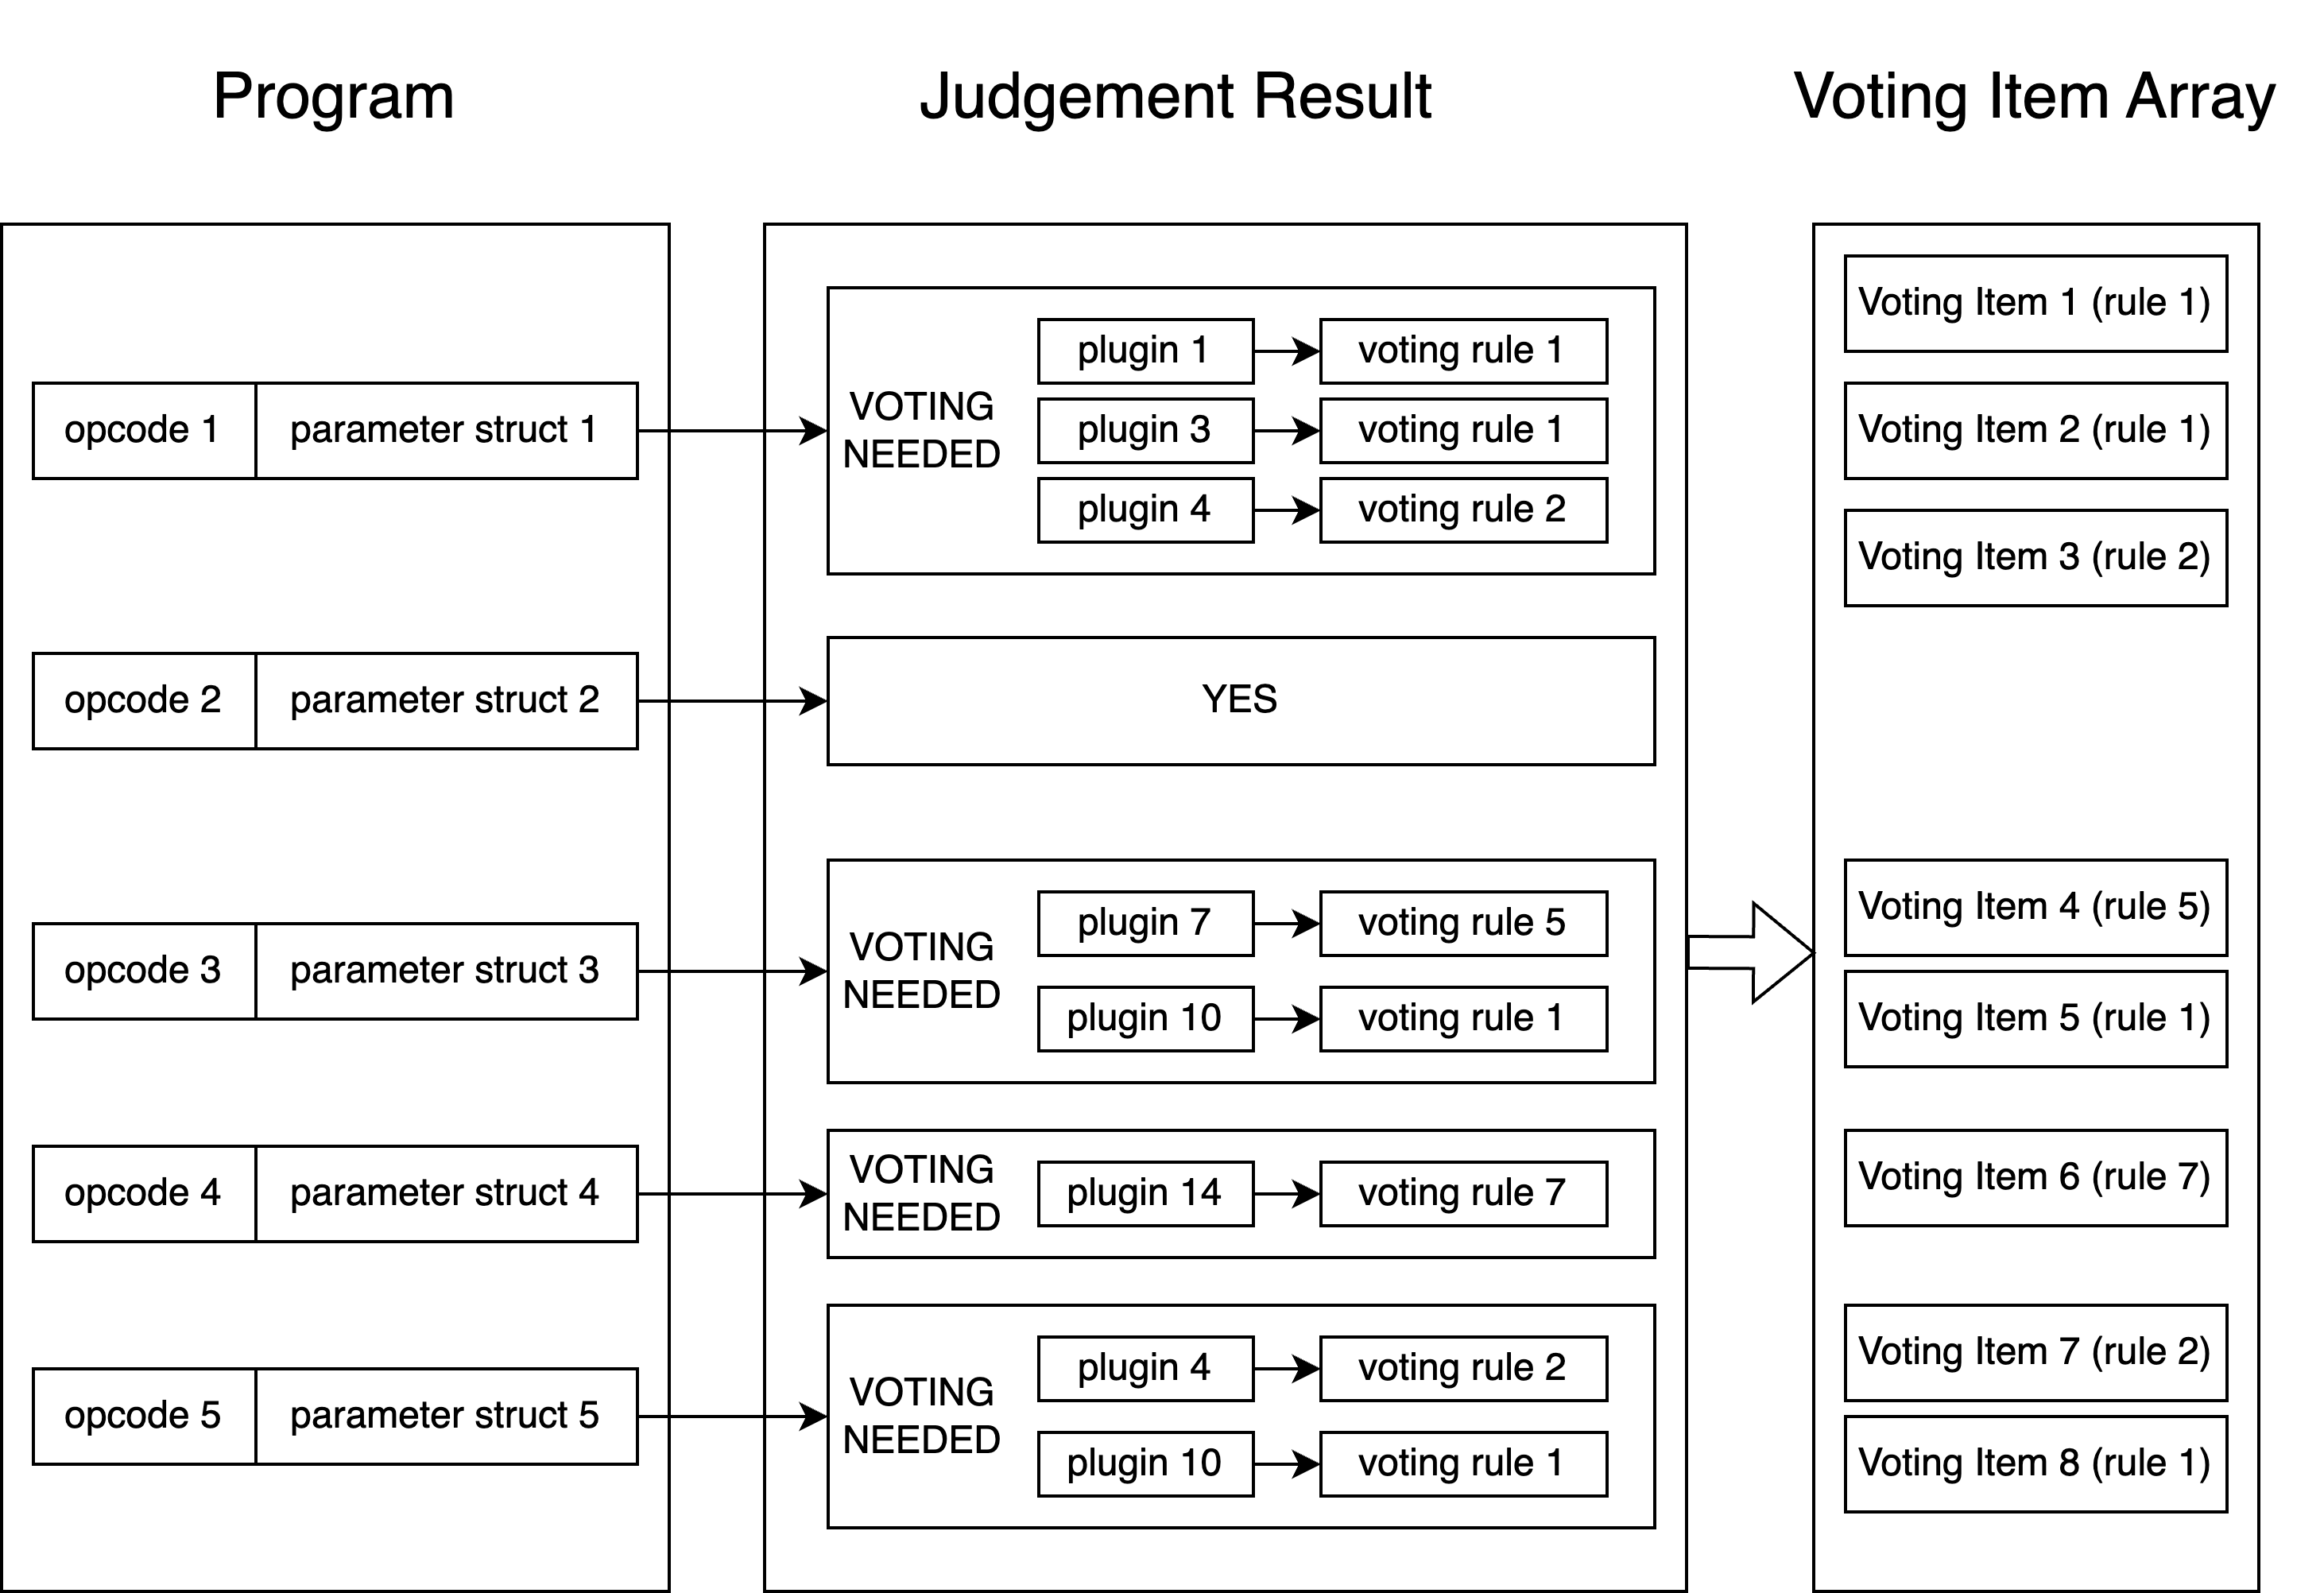 Program
Judgement Result
Voting Item Array
opcode 1
parameter struct 1
VOTING
NEEDED
plugin 1
voting rule 1
plugin 3
voting rule 1
plugin 4
voting rule 2
Voting Item 1 (rule 1)
Voting Item 2 (rule 1)
Voting Item 3 (rule 2)
opcode 2
parameter struct 2
YES
opcode 3
parameter struct 3
VOTING
NEEDED
plugin 7
voting rule 5
plugin 10
voting rule 1
Voting Item 4 (rule 5)
Voting Item 5 (rule 1)
opcode 4
parameter struct 4
VOTING
NEEDED
plugin 14
voting rule 7
Voting Item 6 (rule 7)
opcode 5
parameter struct 5
VOTING
NEEDED
plugin 4
voting rule 2
plugin 10
voting rule 1
Voting Item 7 (rule 2)
Voting Item 8 (rule 1)